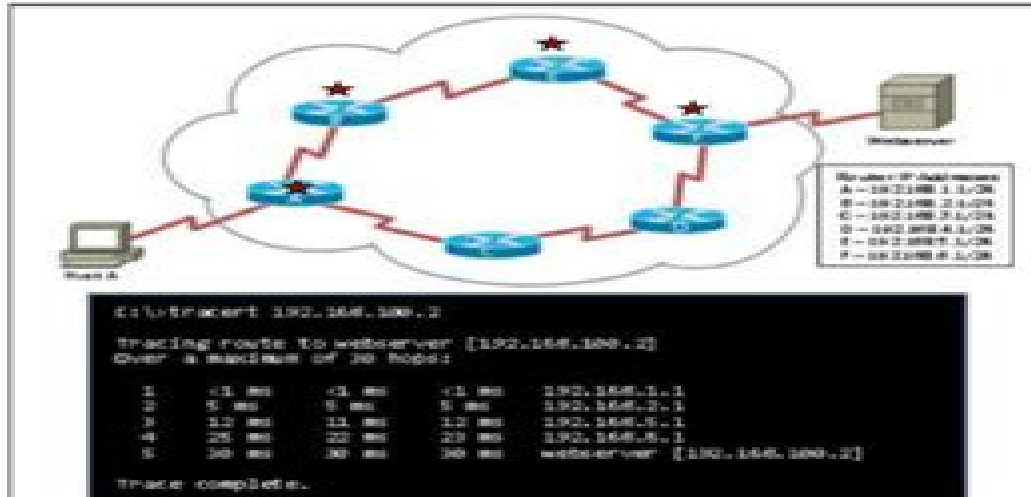 Webserver
Router IP Addresses
A - 192.168.1.1/24
B - 192.168.2.1/24
C - 192.168.3.1/24
D - 192.168.4.1/24
E - 192.168.5.1/24
F - 192.168.6.1/24
Host A
C:\>tracert 192.168.100.2
Tracing route to webserver [192.168.100.2]
Over a maximum of 30 hops:
1 <1 ms <1 ms <1 ms 192.168.1.1
2 5 ms 5 ms 5 ms 192.168.2.1
3 12 ms 11 ms 12 ms 192.168.5.1
4 25 ms 22 ms 23 ms 192.168.6.1
5 30 ms 30 ms 30 ms webserver [192.168.100.2]
Trace complete.